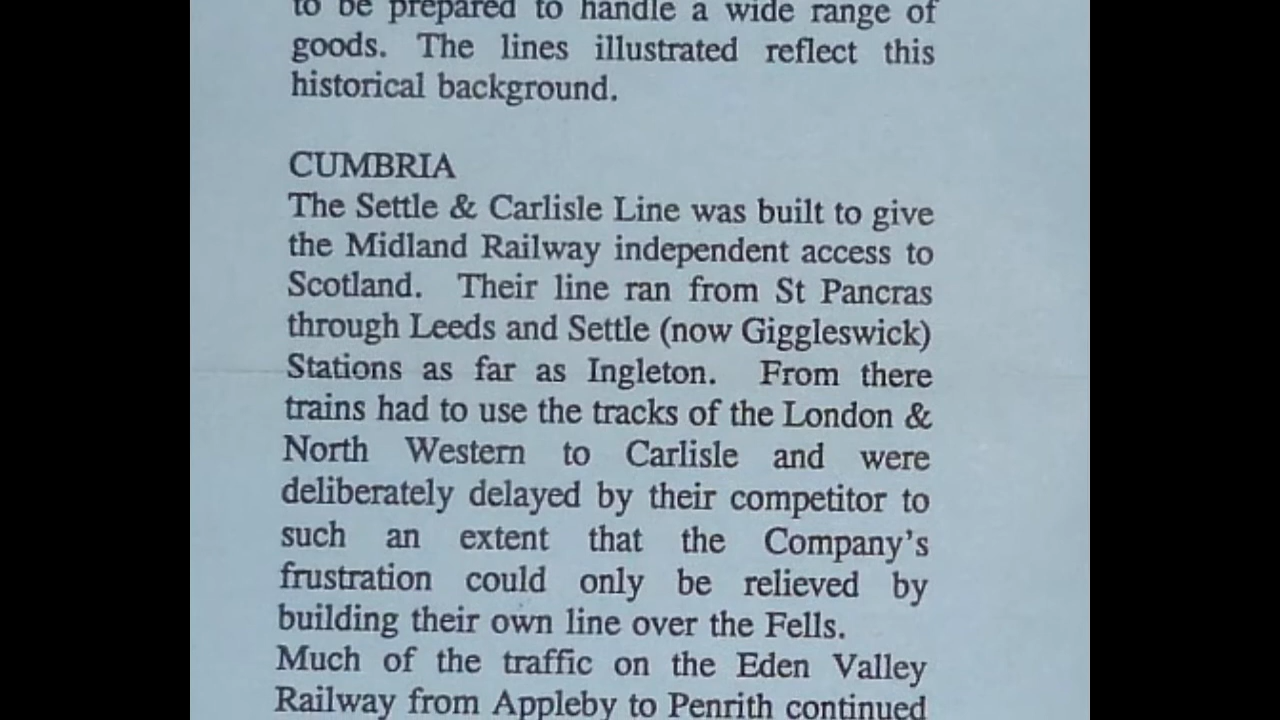 to be prepared to handle a wide range of
goods. The lines illustrated reflect this
historical background.
CUMBRIA
The Settle & Carlisle Line was built to give
the Midland Railway independent access to
Scotland. Their line ran from St Pancras
through Leeds and Settle (now Giggleswick)
Stations as far as Ingleton. From there
trains had to use the tracks of the London &
North Western to Carlisle and were
deliberately delayed by their competitor to
such an extent that the Company's
frustration could only be relieved by
building their own line over the Fells.
Much of the traffic on the Eden Valley
Railway from Appleby to Penrith continued